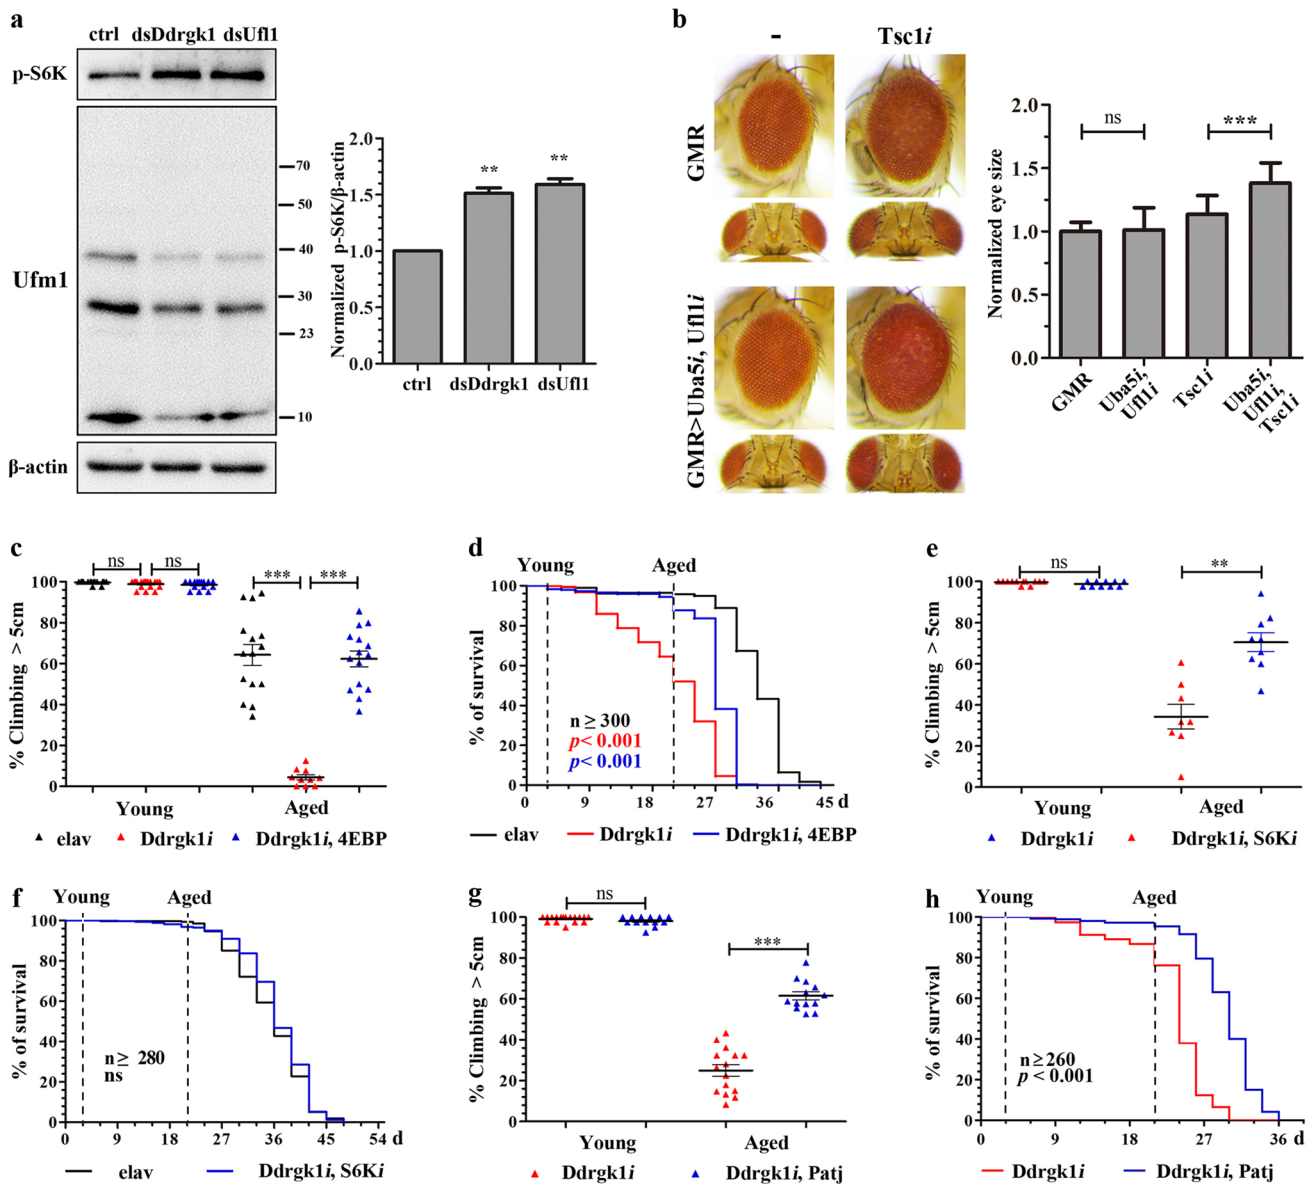 a
ctrl dsDdrgk1 dsUfl1
p-S6K
Ufm1
70
50
40
30
23
10
β-actin
Normalized p-S6K/β-actin
2.0
1.5
1.0
0.5
0.0
**
**
ctrl dsDdrgk1 dsUfl1
b
- Tsc1i
GMR
GMR>Uba5i, Ufl1i
Normalized eye size
2.0
1.5
1.0
0.5
0.0
ns
***
GMR
Uba5i,
Ufl1i
Tsc1i
Uba5i,
Ufl1i,
Tsc1i
c
% Climbing > 5cm
100
80
60
40
20
0
ns ns
*** ***
Young Aged
elav Ddrgk1i Ddrgk1i, 4EBP
d
Young Aged
% of survival
100
80
60
40
20
0
n ≥ 300
p< 0.001
p< 0.001
0 9 18 27 36 45 d
elav Ddrgk1i Ddrgk1i, 4EBP
e
% Climbing > 5cm
100
80
60
40
20
0
ns
**
Young Aged
Ddrgk1i Ddrgk1i, S6Ki
f
Young Aged
% of survival
100
80
60
40
20
0
n ≥ 280
ns
0 9 18 27 36 45 54 d
elav Ddrgk1i, S6Ki
g
% Climbing > 5cm
100
80
60
40
20
0
ns
***
Young Aged
Ddrgk1i Ddrgk1i, Patj
h
Young Aged
% of survival
100
80
60
40
20
0
n ≥260
p < 0.001
0 9 18 27 36 d
Ddrgk1i Ddrgk1i, Patj